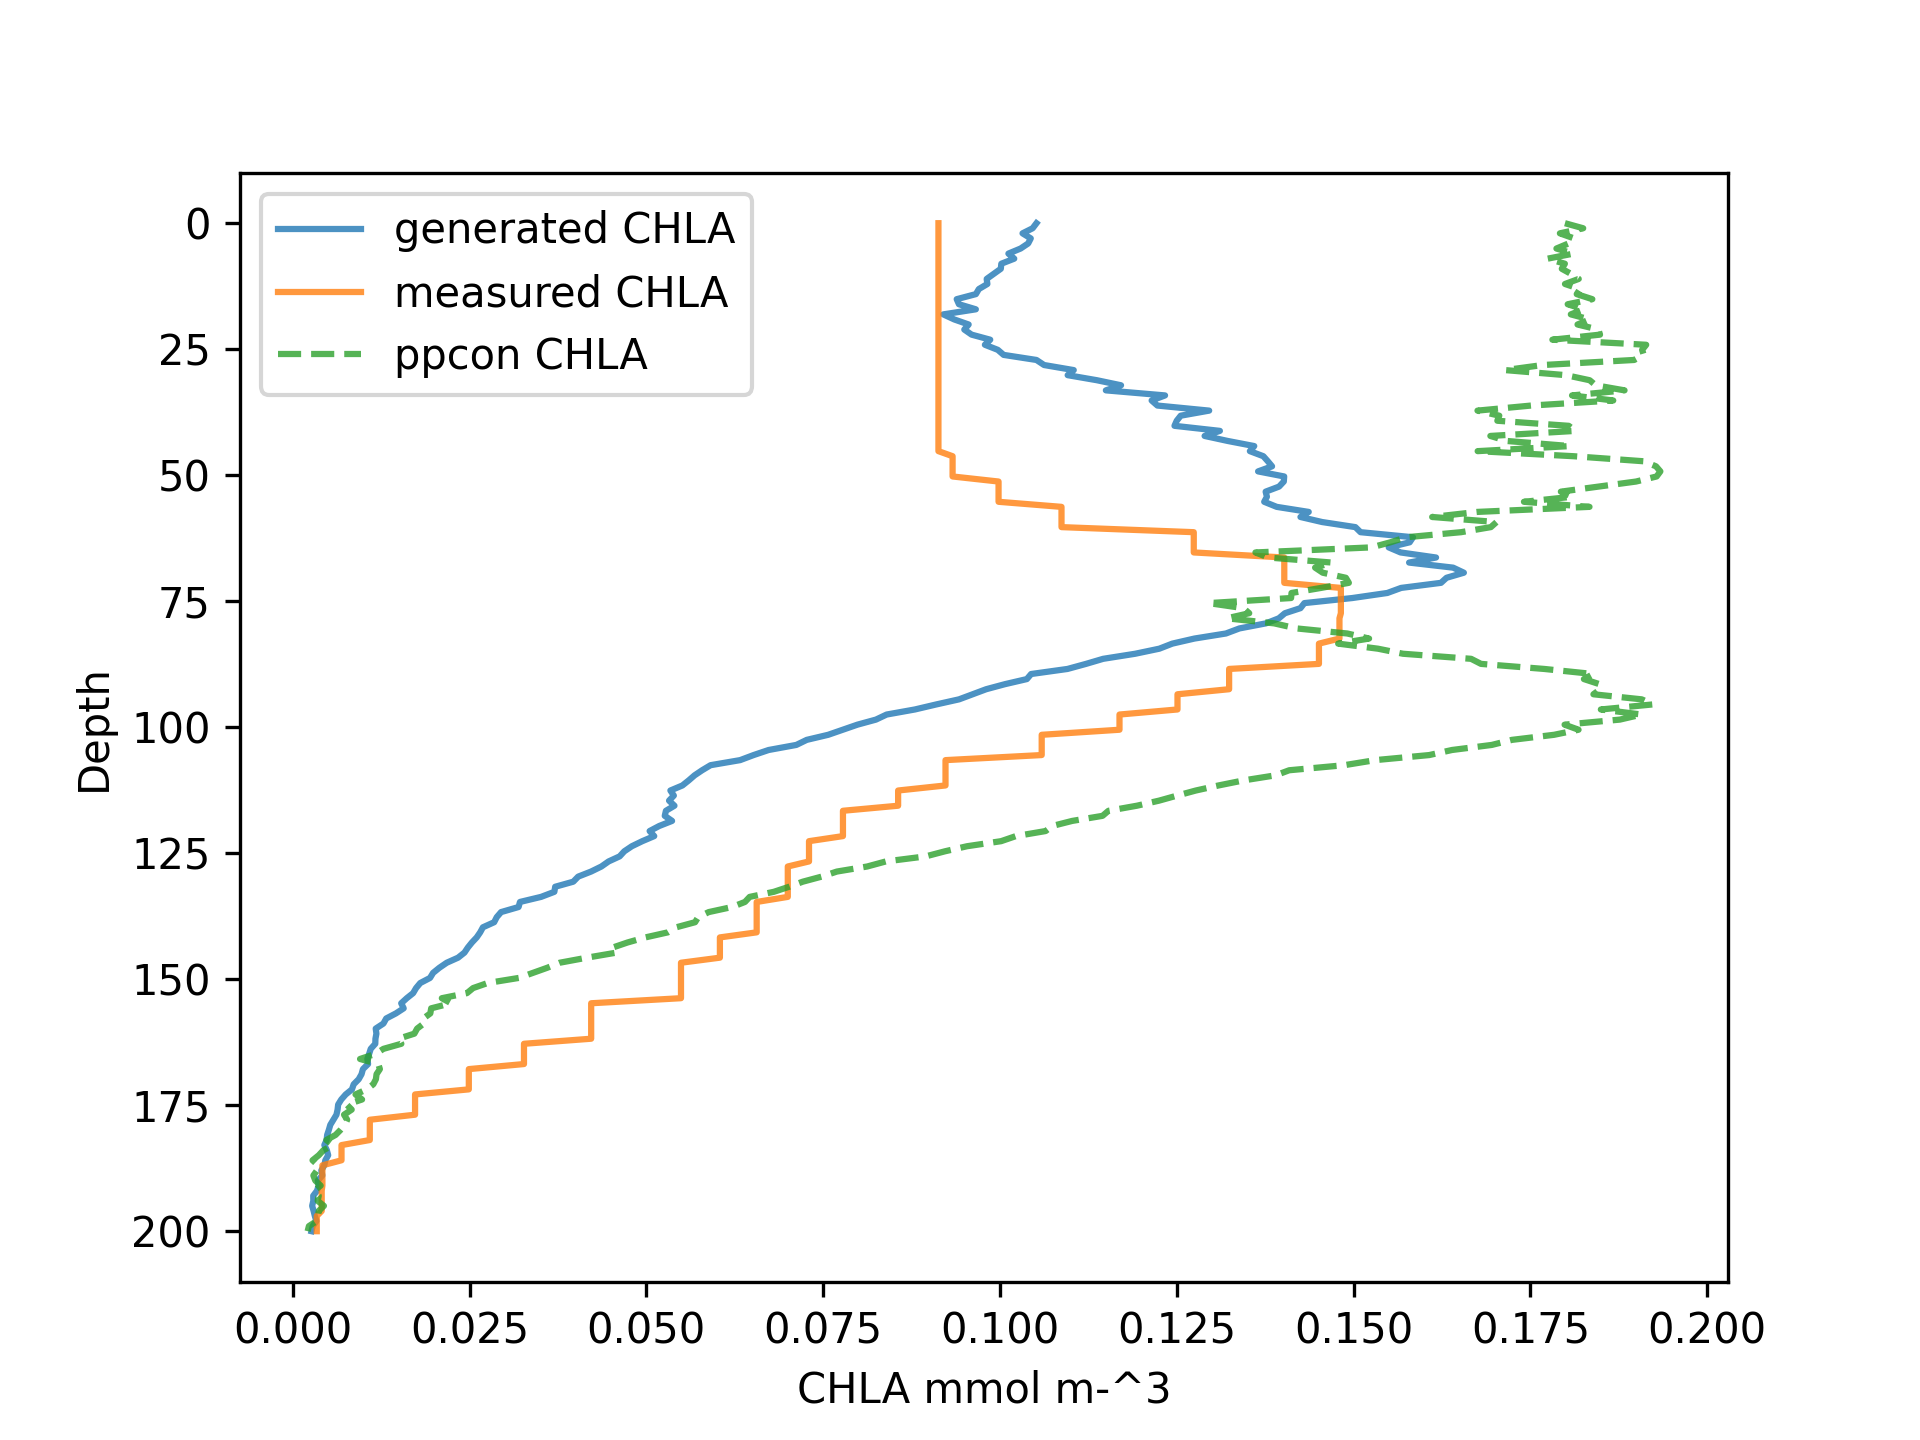 generated CHLA
measured CHLA
ppcon CHLA
0
25
50
75
100
125
150
175
200
Depth
0.000 0.025 0.050 0.075 0.100 0.125 0.150 0.175 0.200
CHLA mmol m-^3